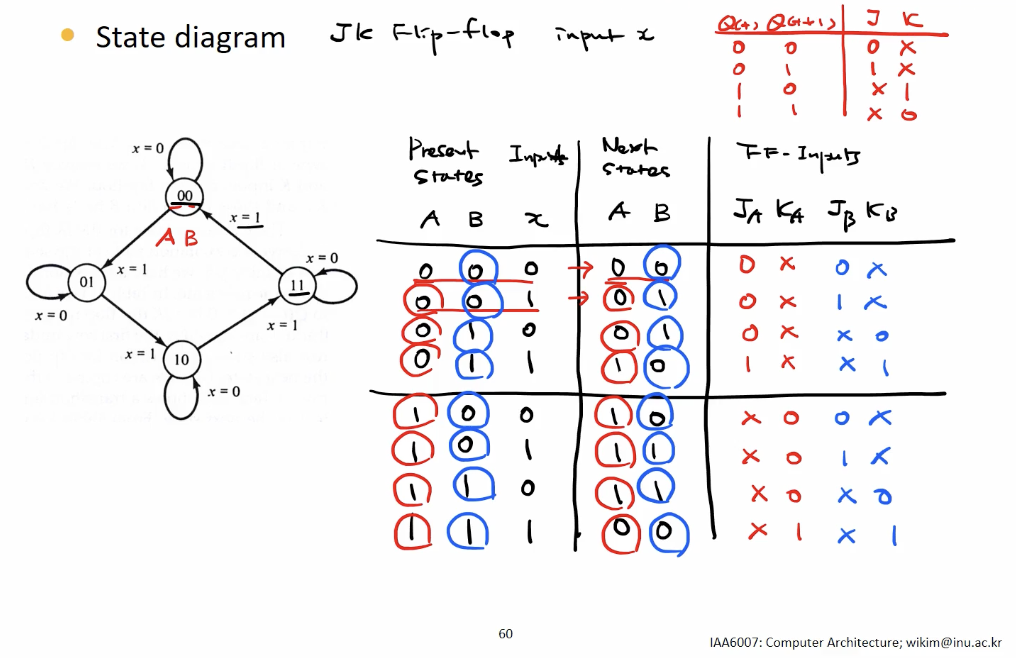 • State diagram JK Flip-flop input x
Q(t) Q(t+1) J K
0 0 0 x
0 1 1 x
1 0 x 1
1 1 x 0
x = 0
00
A B
x = 1
x = 1
01
x = 0
x = 0
11
x = 1
x = 1
10
x = 0
Present States Inputs Next States FF-Inputs
A B x A B JA KA JB KB
0 0 0 → 0 0 0 x 0 x
0 0 1 → 0 1 0 x 1 x
0 1 0 0 1 0 x x 0
0 1 1 1 0 1 x x 1
1 0 0 1 0 x 0 0 x
1 0 1 1 1 x 0 1 x
1 1 0 1 1 x 0 x 0
1 1 1 0 0 x 1 x 1
60
IAA6007: Computer Architecture; wikim@inu.ac.kr